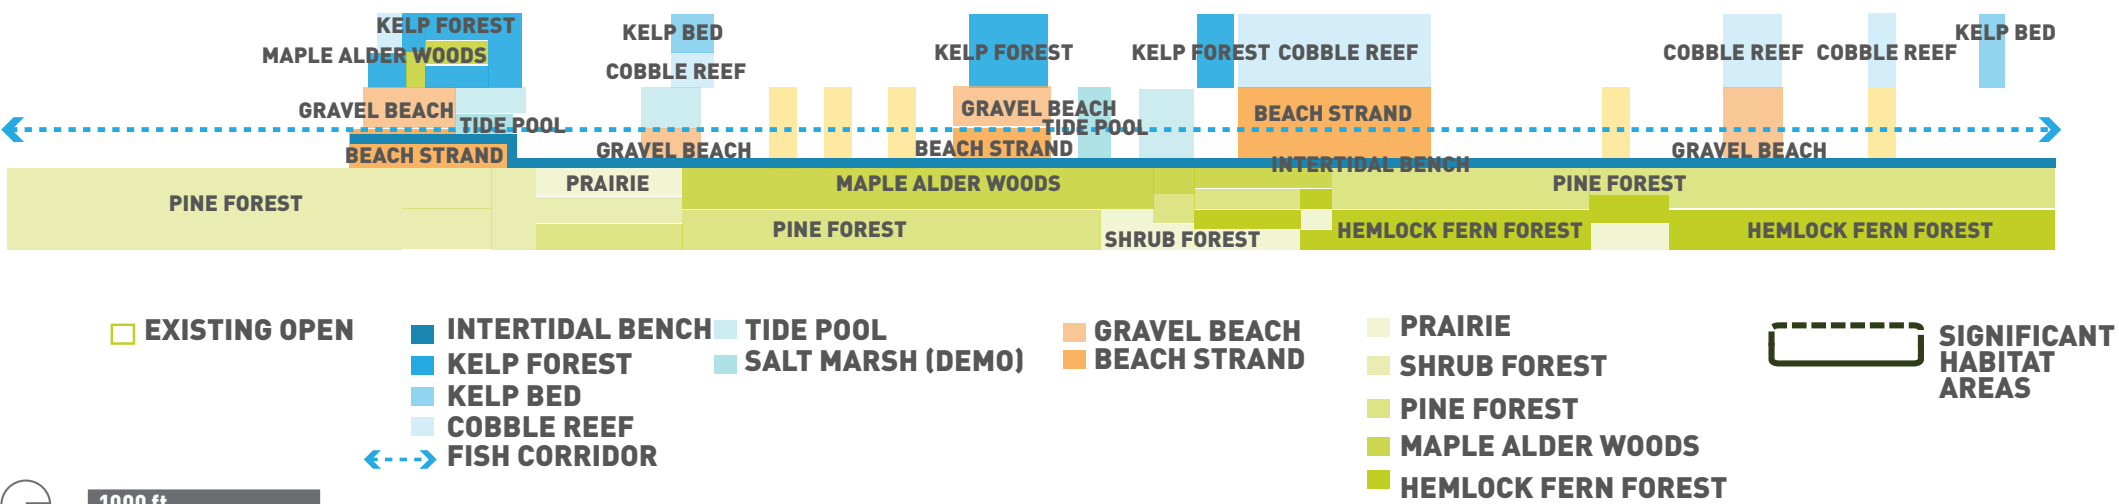 KELP FOREST
MAPLE ALDER WOODS
KELP BED
COBBLE REEF
KELP FOREST
KELP FOREST
COBBLE REEF
COBBLE REEF
COBBLE REEF
KELP BED
GRAVEL BEACH
TIDE POOL
BEACH STRAND
GRAVEL BEACH
GRAVEL BEACH
TIDE POOL
BEACH STRAND
BEACH STRAND
INTERTIDAL BENCH
GRAVEL BEACH
PINE FOREST
PRAIRIE
MAPLE ALDER WOODS
PINE FOREST
PINE FOREST
SHRUB FOREST
HEMLOCK FERN FOREST
HEMLOCK FERN FOREST
EXISTING OPEN
INTERTIDAL BENCH
KELP FOREST
KELP BED
COBBLE REEF
FISH CORRIDOR
TIDE POOL
SALT MARSH (DEMO)
GRAVEL BEACH
BEACH STRAND
PRAIRIE
SHRUB FOREST
PINE FOREST
MAPLE ALDER WOODS
HEMLOCK FERN FOREST
SIGNIFICANT
HABITAT
AREAS
1000 ft